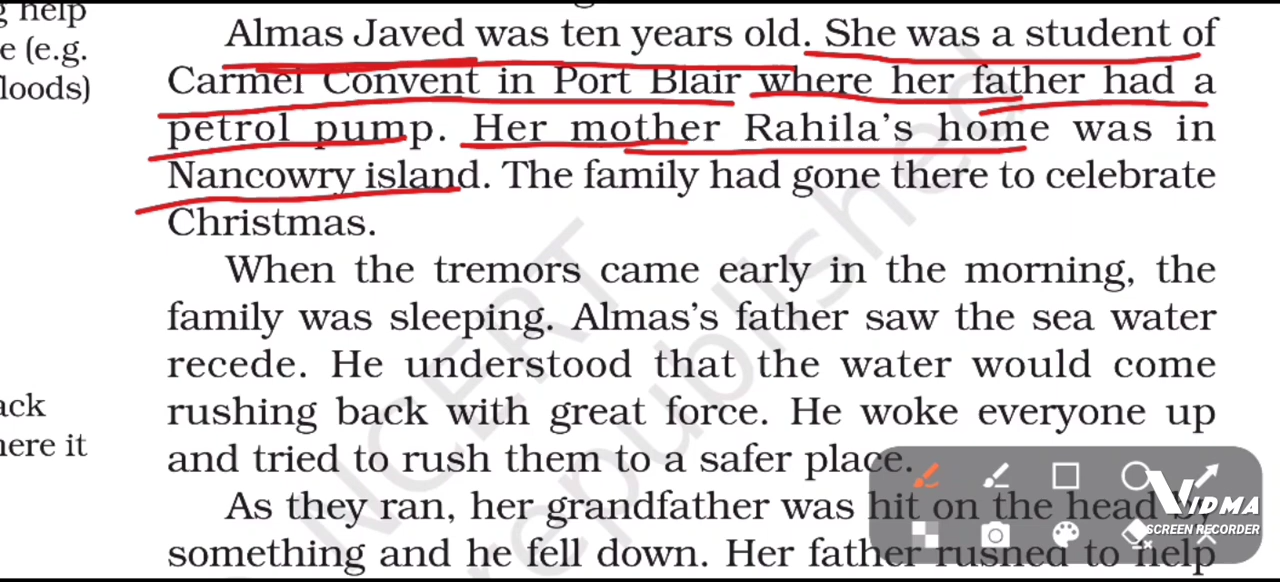 g help
e (e.g.
loods)
ack
here it
Almas Javed was ten years old. She was a student of
Carmel Convent in Port Blair where her father had a
petrol pump. Her mother Rahila's home was in
Nancowry island. The family had gone there to celebrate
Christmas.
When the tremors came early in the morning, the
family was sleeping. Almas's father saw the sea water
recede. He understood that the water would come
rushing back with great force. He woke everyone up
and tried to rush them to a safer place.
As they ran, her grandfather was hit on the head by
something and he fell down. Her father rushed to help
NCERT
republished
VIDMA
SCREEN RECORDER